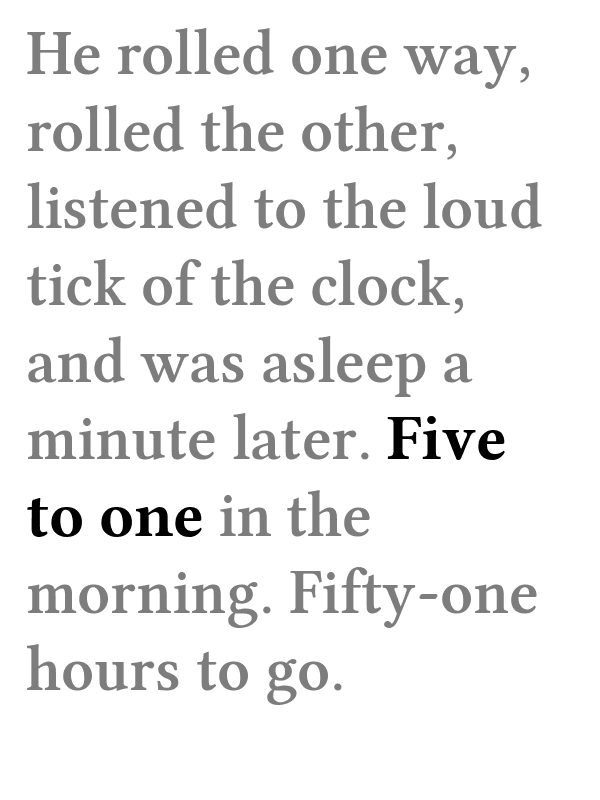 He rolled one way,
rolled the other,
listened to the loud
tick of the clock,
and was asleep a
minute later. Five
to one in the
morning. Fifty-one
hours to go.